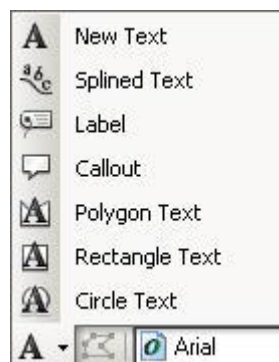 New Text
Splined Text
Label
Callout
Polygon Text
Rectangle Text
Circle Text
Arial